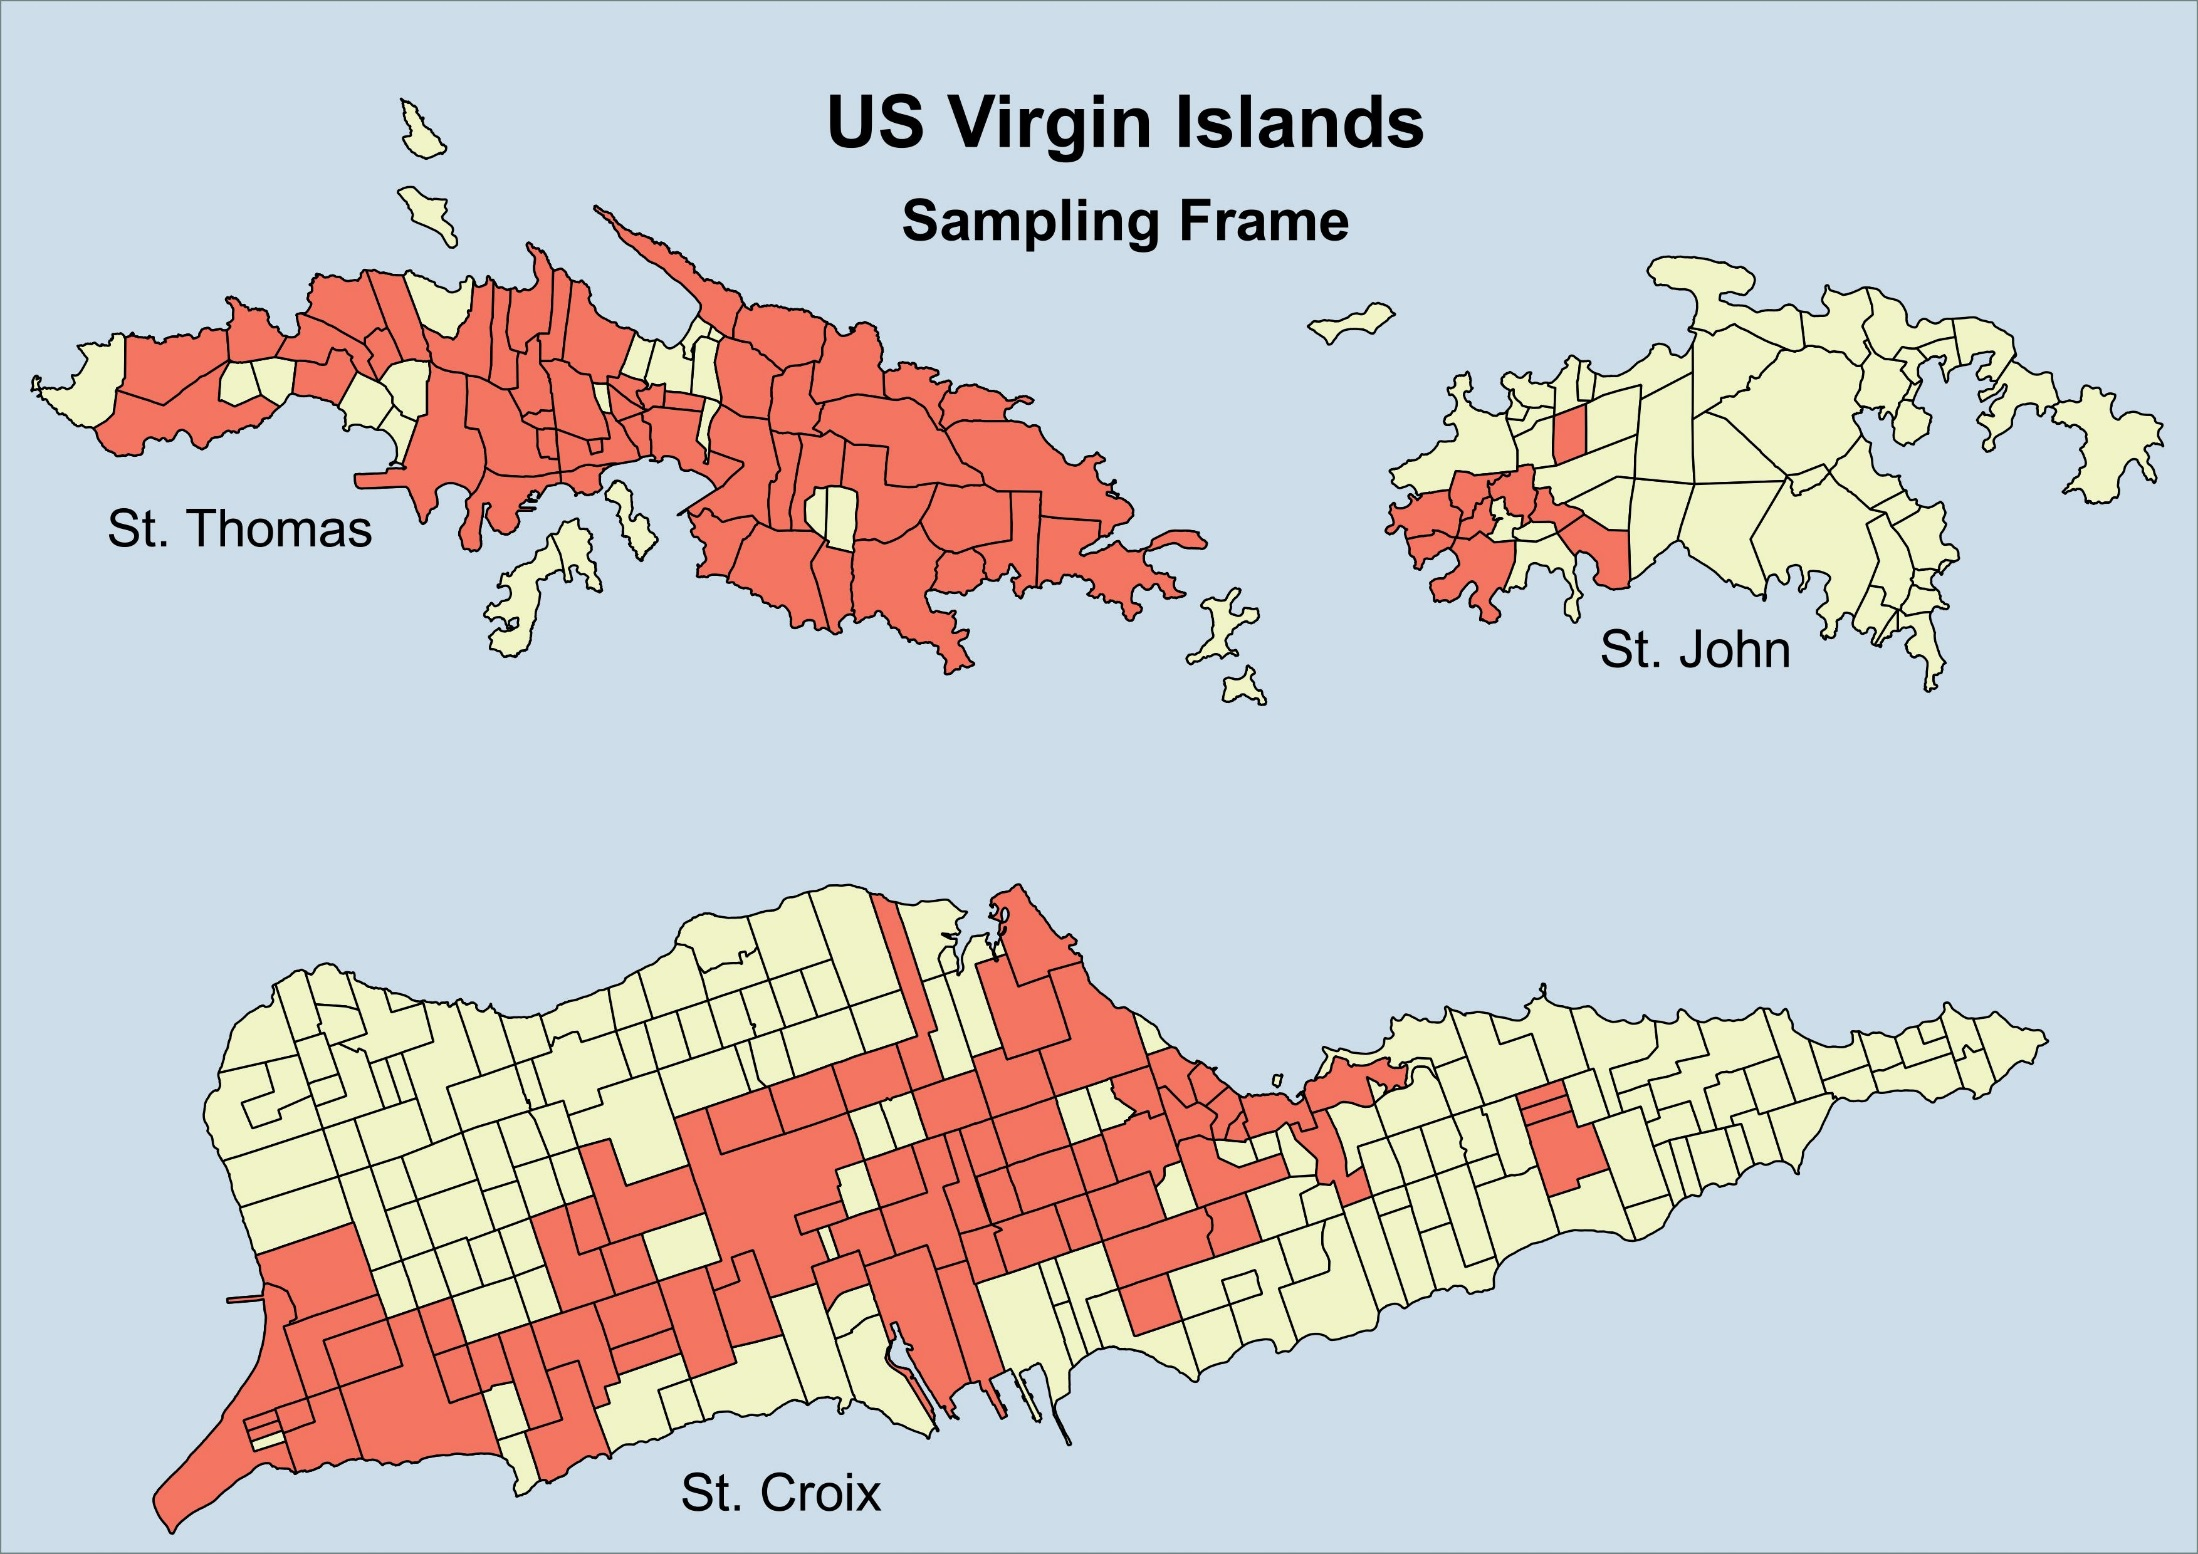 US Virgin Islands
Sampling Frame
St. Thomas
St. John
St. Croix